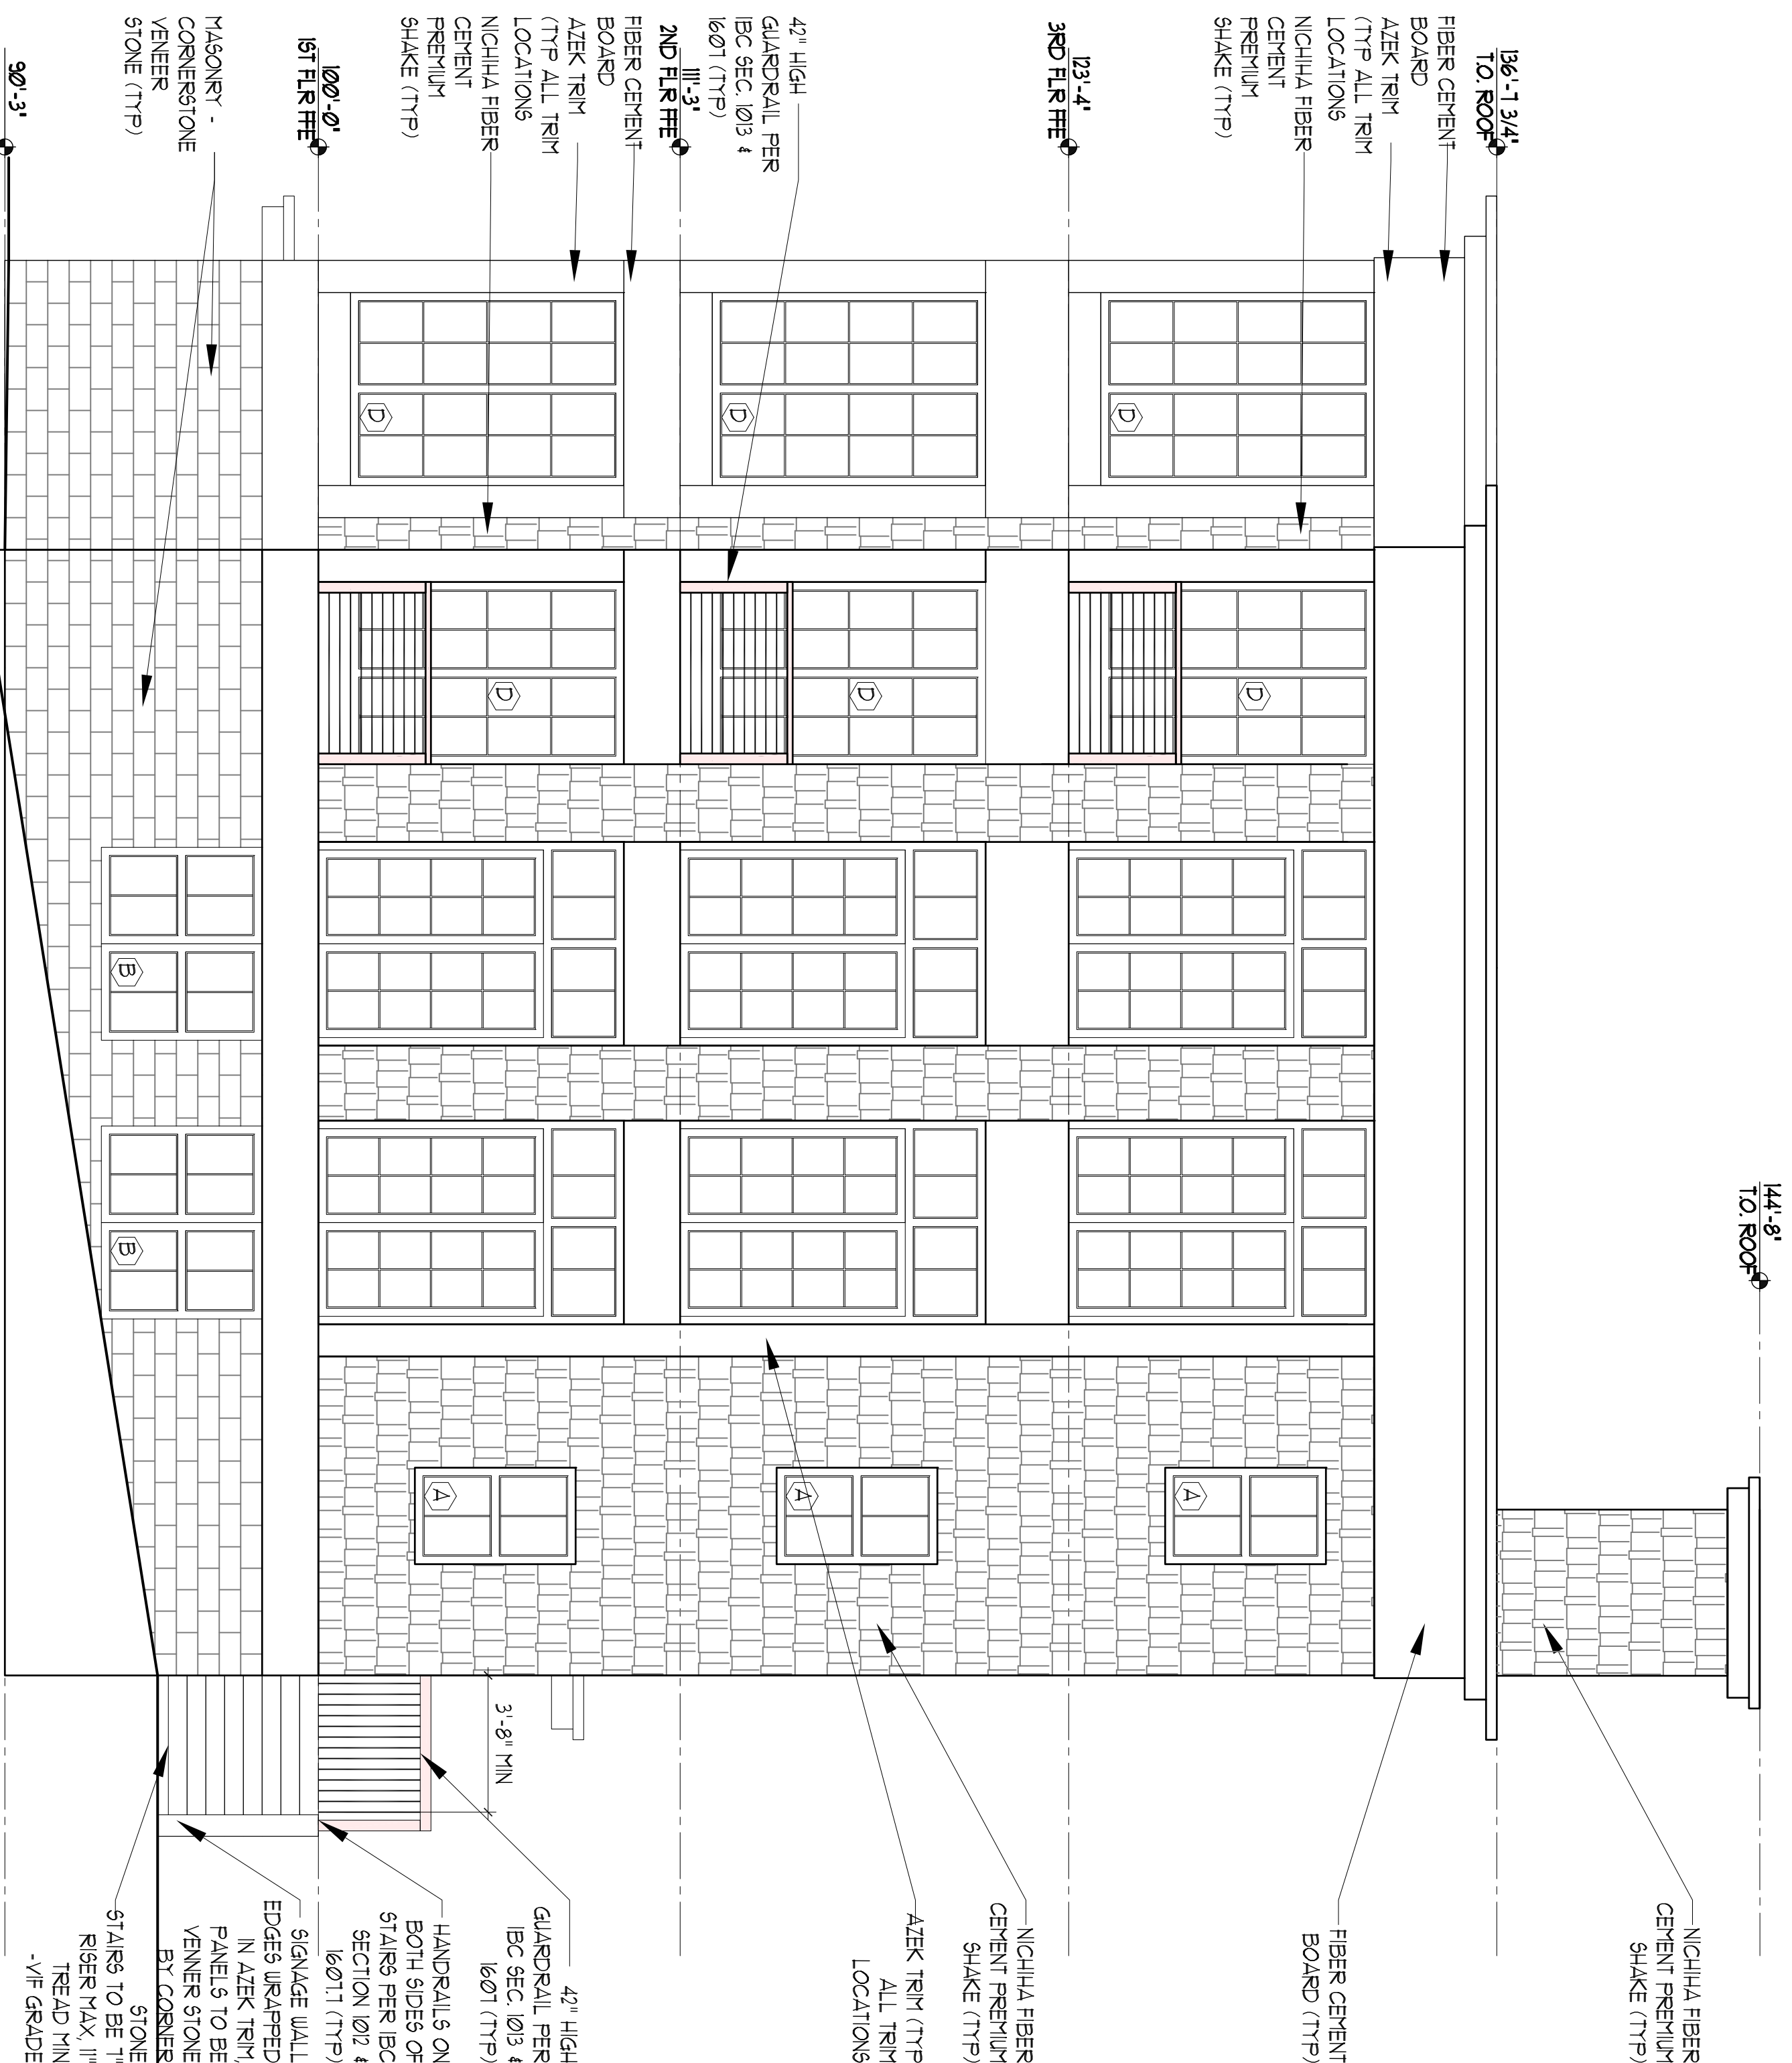 144'-8"
T.O. ROOF
136'-7 3/4"
T.O. ROOF
FIBER CEMENT
BOARD
AZEK TRIM
(TYP ALL TRIM
LOCATIONS
NICHIHA FIBER
CEMENT
PREMIUM
SHAKE (TYP)
123'-4"
3RD FLR FFE
42" HIGH
GUARDRAIL PER
IBC SEC. 1013 &
1607 (TYP)
111'-3"
2ND FLR FFE
FIBER CEMENT
BOARD
AZEK TRIM
(TYP ALL TRIM
LOCATIONS
NICHIHA FIBER
CEMENT
PREMIUM
SHAKE (TYP)
100'-0"
1ST FLR FFE
MASONRY -
CORNERSTONE
VENEER
STONE (TYP)
90'-3"
D
D
A
D
D
A
D
D
A
B
B
3'-8" MIN
NICHIHA FIBER
CEMENT PREMIUM
SHAKE (TYP)
FIBER CEMENT
BOARD (TYP)
NICHIHA FIBER
CEMENT PREMIUM
SHAKE (TYP)
AZEK TRIM (TYP
ALL TRIM
LOCATIONS
42" HIGH
GUARDRAIL PER
IBC SEC. 1013 &
1607 (TYP)
HANDRAILS ON
BOTH SIDES OF
STAIRS PER IBC
SECTION 1012 &
1607.7 (TYP)
SIGNAGE WALL
EDGES WRAPPED
IN AZEK TRIM,
PANELS TO BE
VENNER STONE
BY CORNER
STONE
STAIRS TO BE 7"
RISER MAX, 11"
TREAD MIN
-VIF GRADE